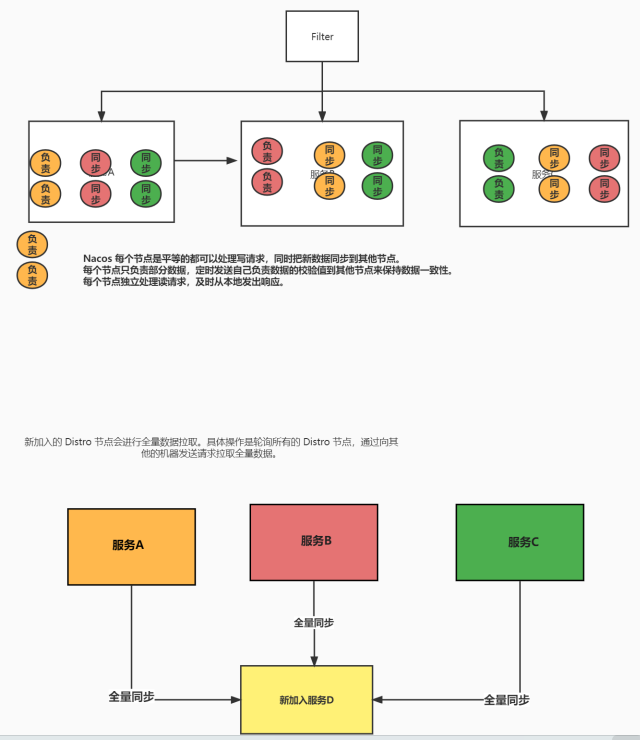 Filter
负责
同步
同步
负责
同步
同步
负责
同步
同步
负责
同步
同步
负责
同步
同步
负责
同步
同步
负责
负责
Nacos 每个节点是平等的都可以处理写请求，同时把新数据同步到其他节点。
每个节点只负责部分数据，定时发送自己负责数据的校验值到其他节点来保持数据一致性。
每个节点独立处理读请求，及时从本地发出响应。
新加入的 Distro 节点会进行全量数据拉取。具体操作是轮询所有的 Distro 节点，通过向其
他的机器发送请求拉取全量数据。
服务A
服务B
服务C
全量同步
全量同步
全量同步
新加入服务D